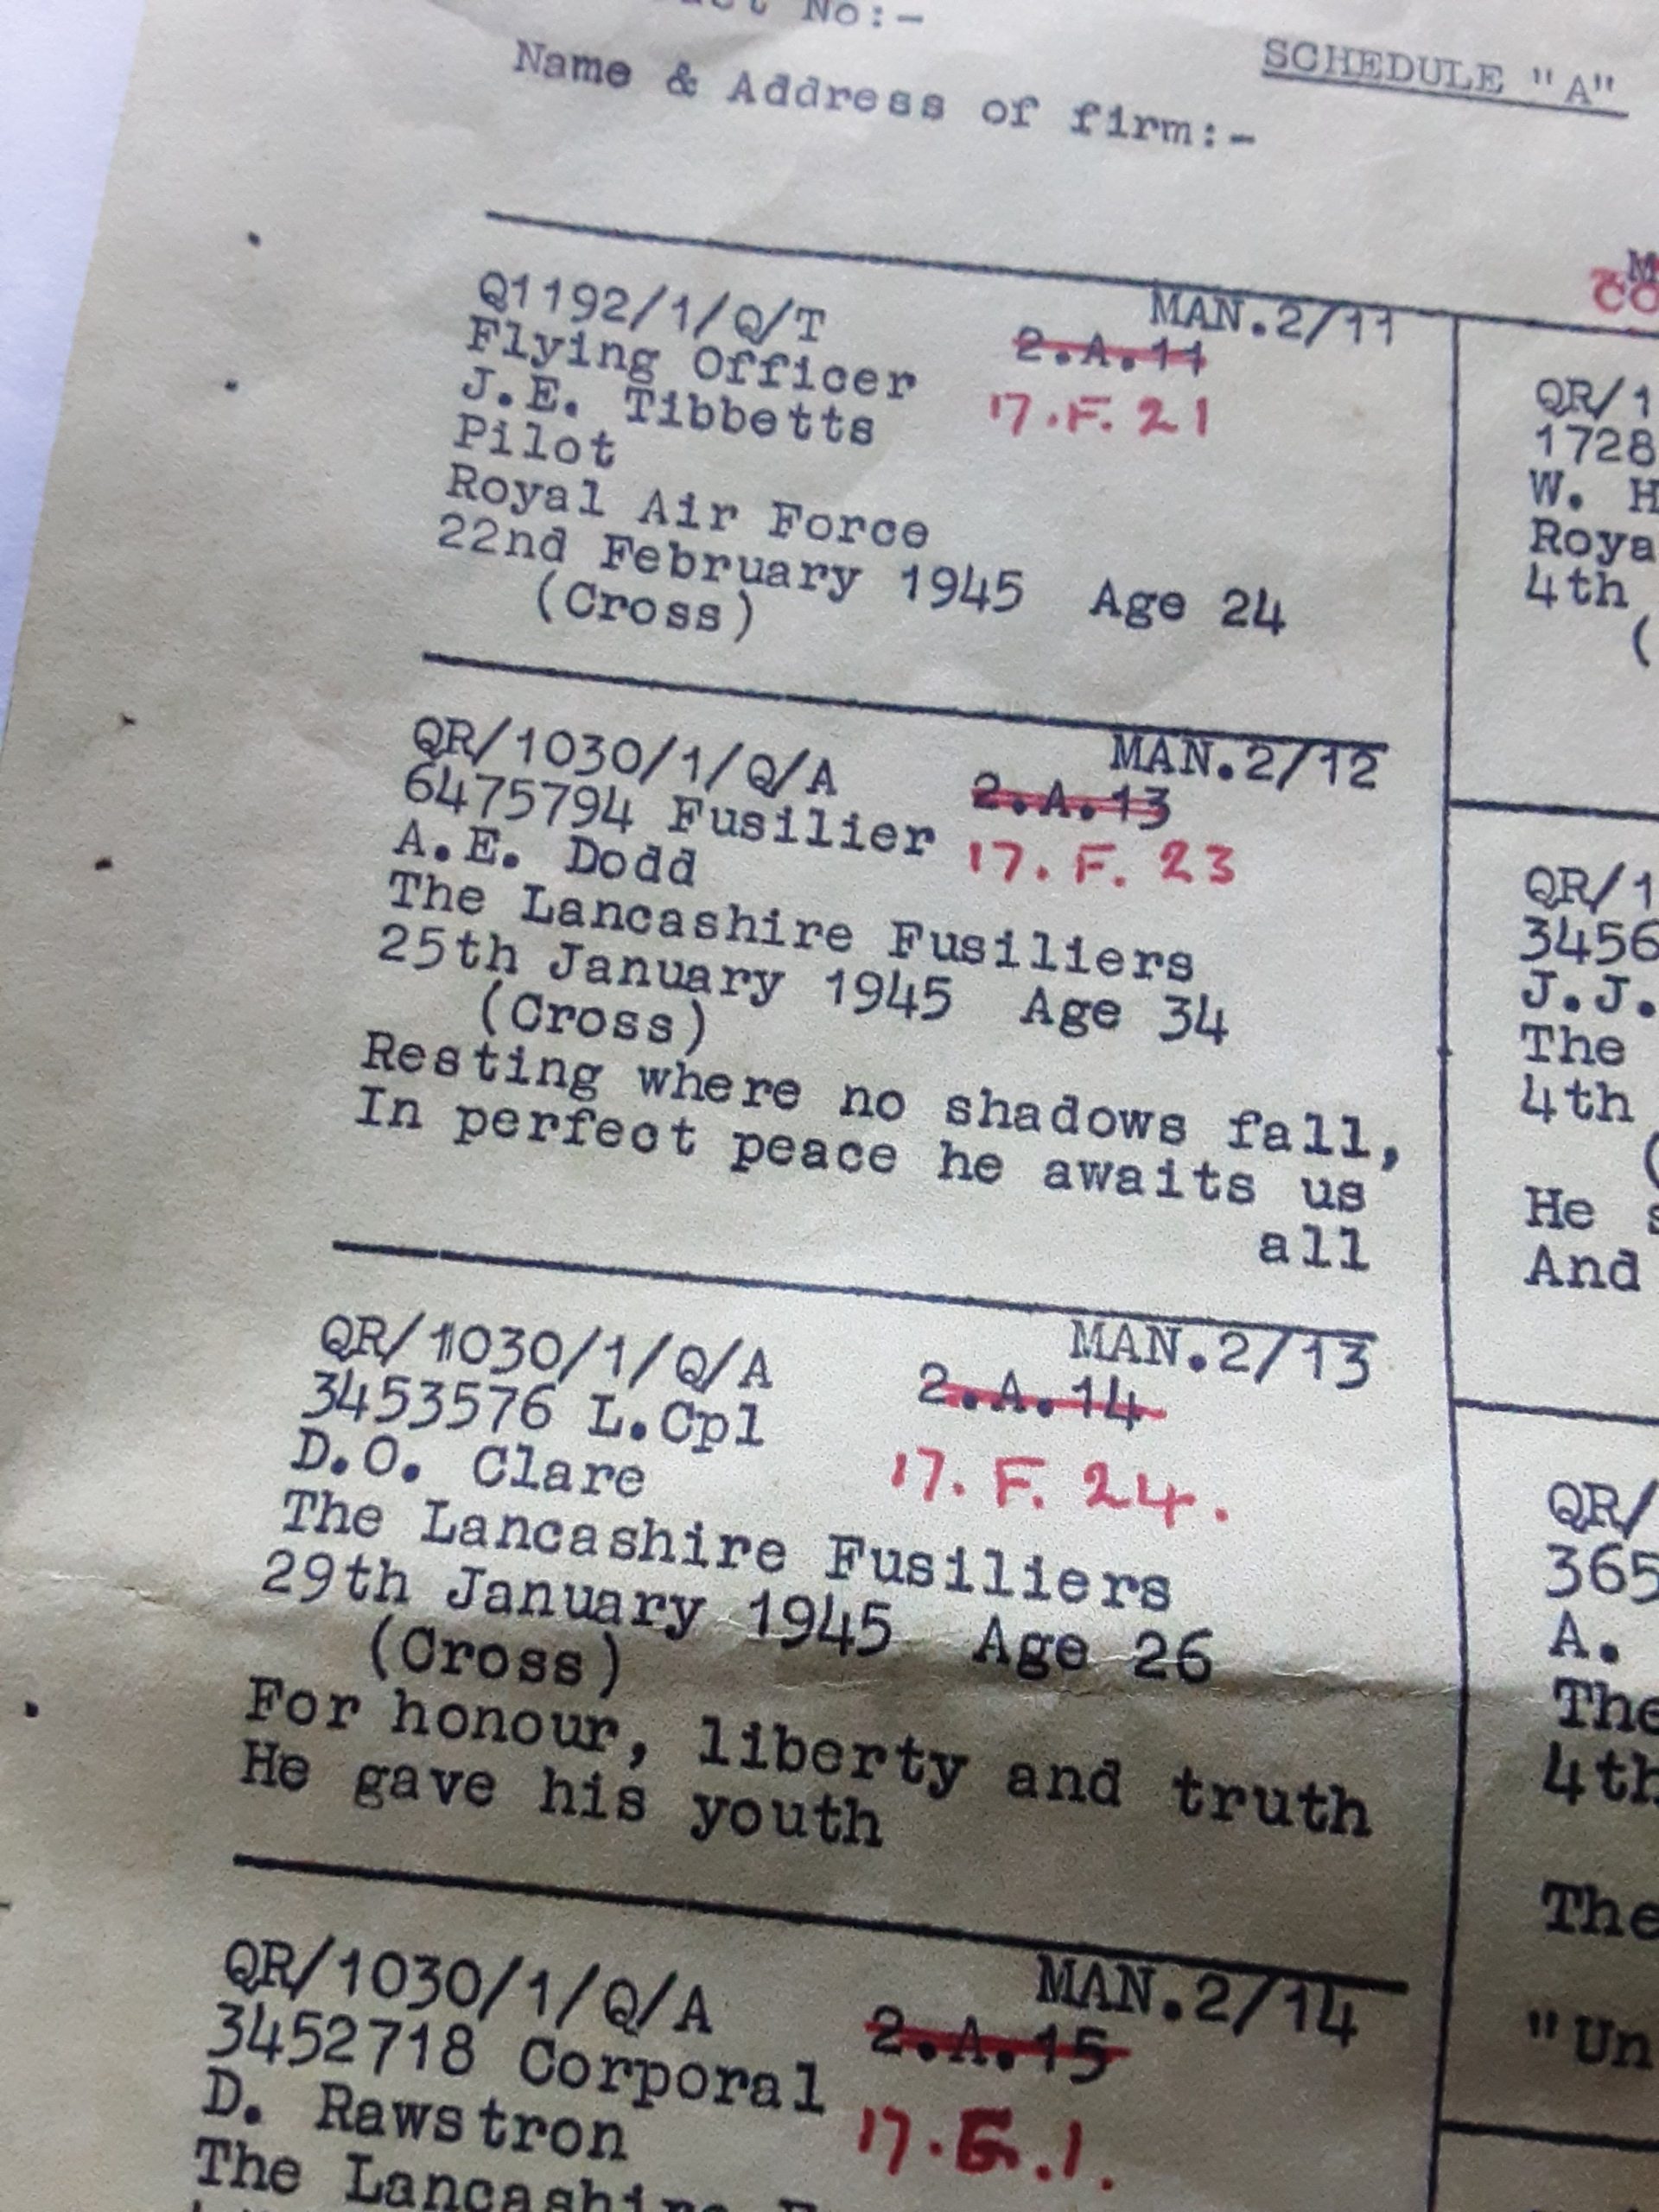 No:-
SCHEDULE "A"
Name & Address of firm:-
Q1192/1/Q/T MAN.2/11
Flying Officer 2.A.11
J.E. Tibbetts 17.F.21
Pilot
Royal Air Force
22nd February 1945 Age 24
(Cross)
QR/1030/1/Q/A MAN.2/12
6475794 Fusilier 2.A.13
A.E. Dodd 17.F.23
The Lancashire Fusiliers
25th January 1945 Age 34
(Cross)
Resting where no shadows fall,
In perfect peace he awaits us
all
QR/1030/1/Q/A MAN.2/13
3453576 L.Cpl 2.A.14
D.O. Clare 17.F.24.
The Lancashire Fusiliers
29th January 1945 Age 26
(Cross)
For honour, liberty and truth
He gave his youth
QR/1030/1/Q/A MAN.2/14
3452718 Corporal 2.A.15
D. Rawstron
The Lancashire
QR/1
1728
W. H
Roya
4th
(
QR/1
3456
J.J.
The
4th
(
He s
And
QR/
365
A.
The
4th
The
"Un